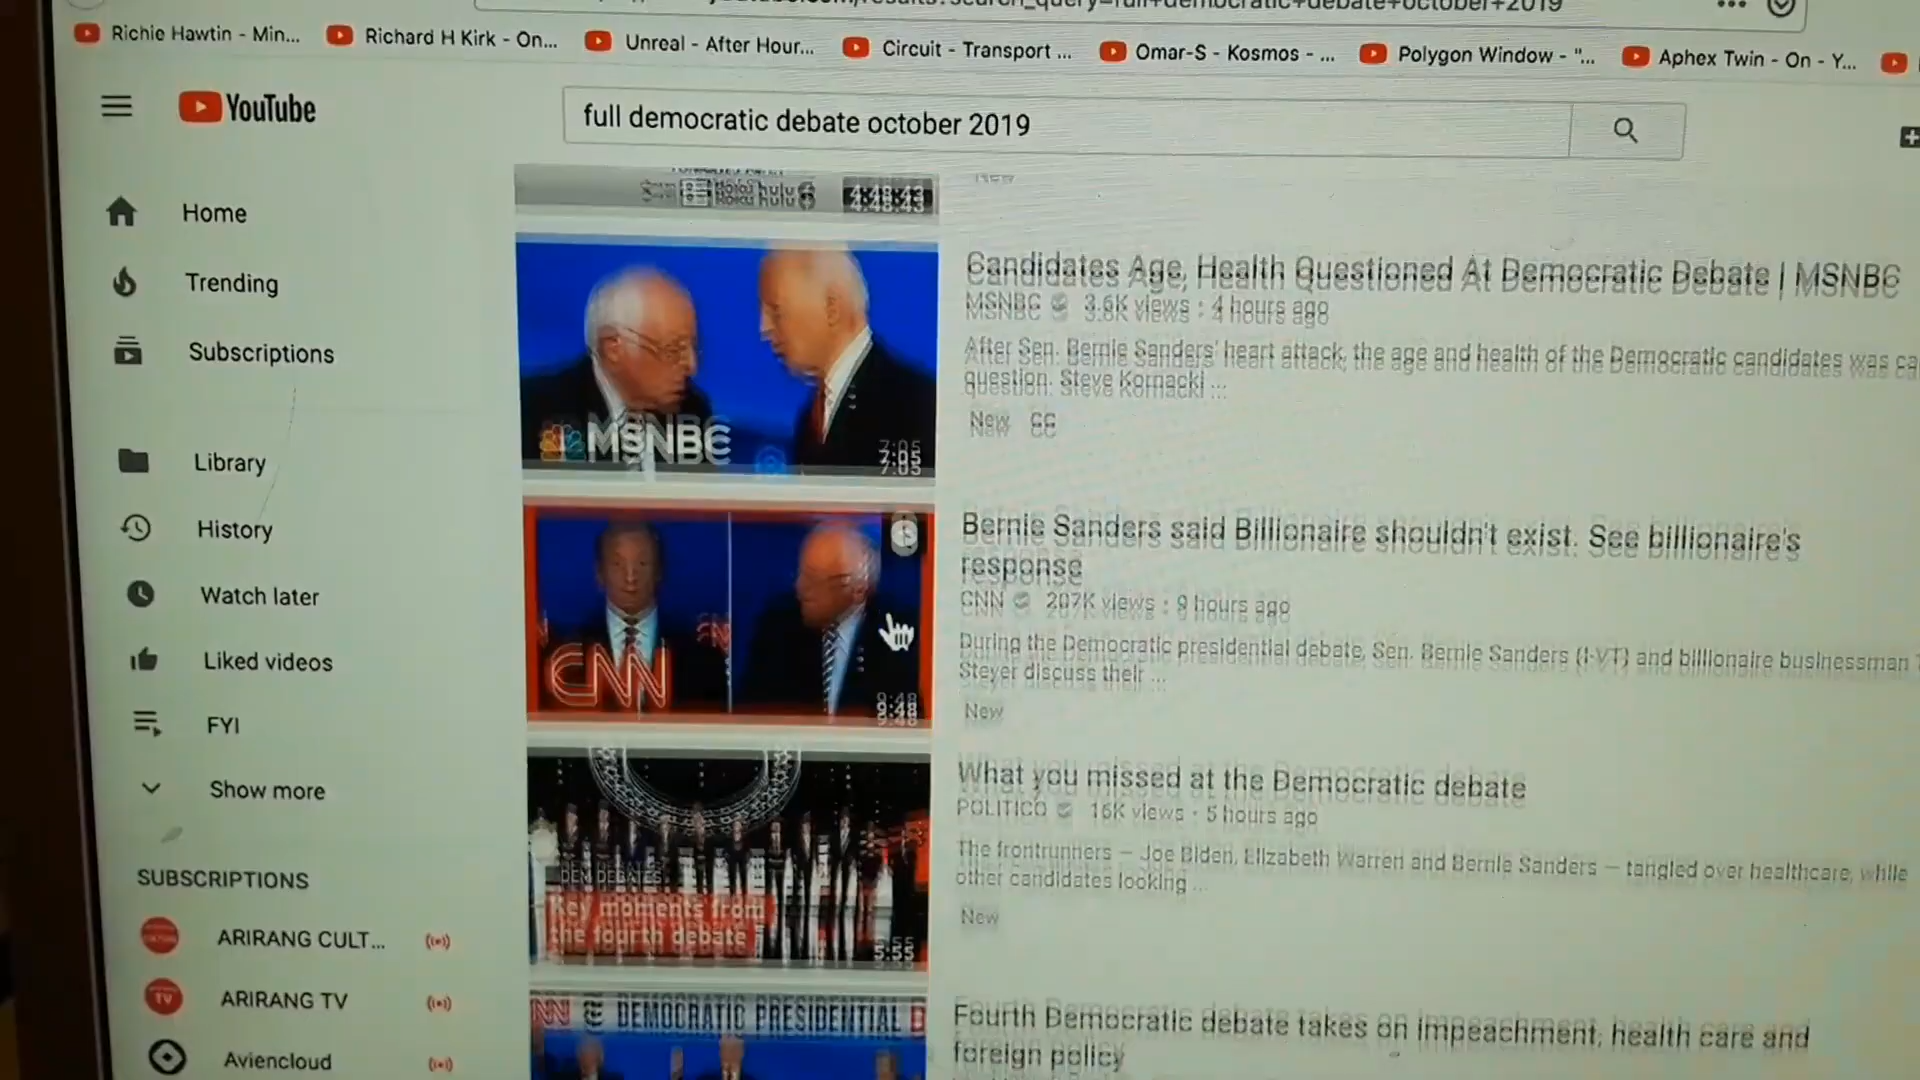 Richie Hawtin - Min...
Richard H Kirk - On...
Unreal - After Hour...
Circuit - Transport ...
Omar-S - Kosmos - ...
Polygon Window - "...
Aphex Twin - On - Y...
YouTube
full democratic debate october 2019
Home
Trending
Subscriptions
Library
History
Watch later
Liked videos
FYI
Show more
SUBSCRIPTIONS
ARIRANG CULT...
ARIRANG TV
Aviencloud
hulu
4:48:43
MSNBC
7:05
Candidates Age, Health Questioned At Democratic Debate | MSNBC
MSNBC 3.6K views · 4 hours ago
After Sen. Bernie Sanders' heart attack, the age and health of the Democratic candidates was ca
question. Steve Kornacki ...
New CC
CNN
9:48
Bernie Sanders said Billionaire shouldn't exist. See billionaire's
response
CNN 207K views · 9 hours ago
During the Democratic presidential debate, Sen. Bernie Sanders (I-VT) and billionaire businessman
Steyer discuss their ...
New
DEM DEBATES
Key moments from
the fourth debate
5:55
What you missed at the Democratic debate
POLITICO 16K views · 5 hours ago
The frontrunners — Joe Biden, Elizabeth Warren and Bernie Sanders — tangled over healthcare, while
other candidates looking ...
New
DEMOCRATIC PRESIDENTIAL D
Fourth Democratic debate takes on impeachment, health care and
foreign policy